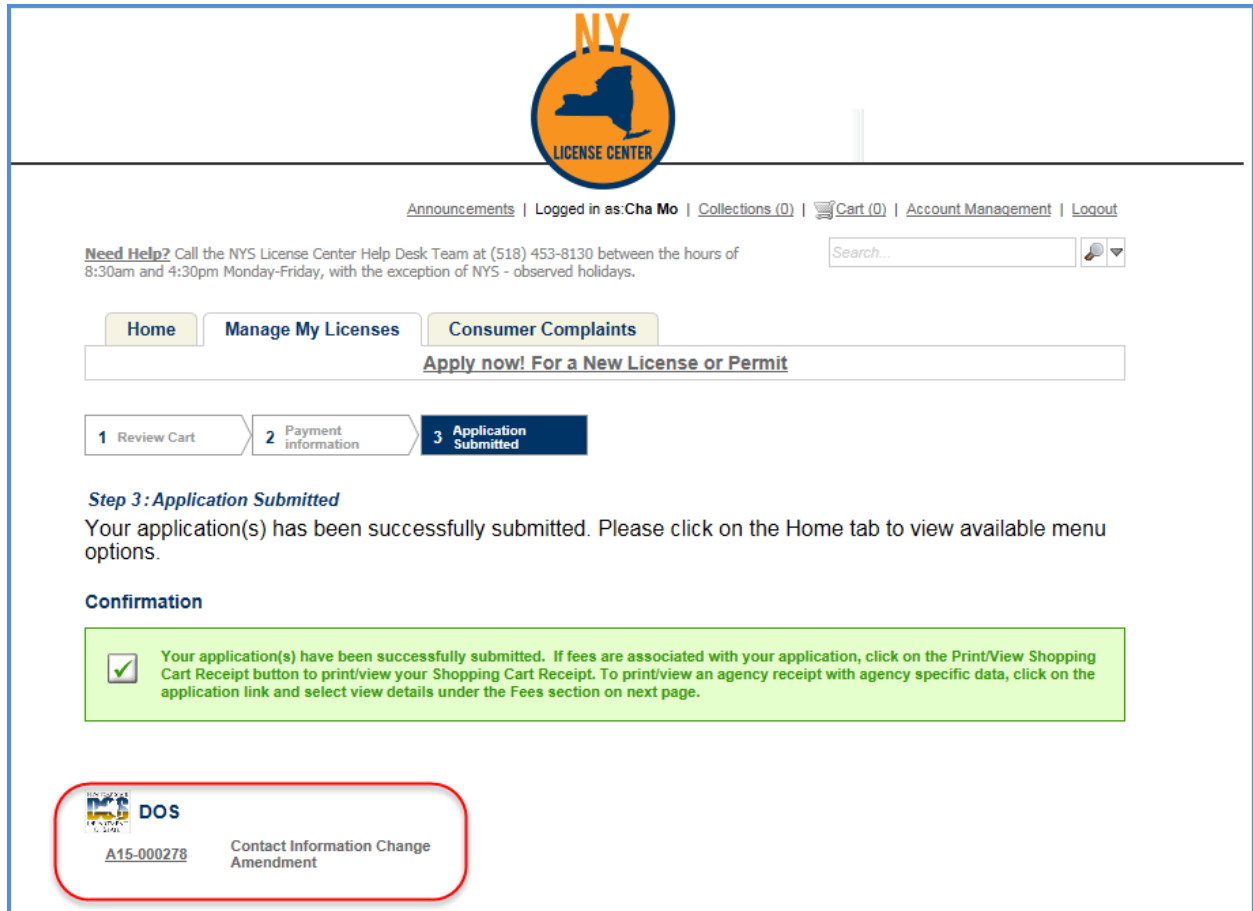 NY
LICENSE CENTER
Announcements | Logged in as:Cha Mo | Collections (0) | Cart (0) | Account Management | Logout
Need Help? Call the NYS License Center Help Desk Team at (518) 453-8130 between the hours of
8:30am and 4:30pm Monday-Friday, with the exception of NYS - observed holidays.
Search...
Home Manage My Licenses Consumer Complaints
Apply now! For a New License or Permit
1 Review Cart 2 Payment information 3 Application Submitted
Step 3: Application Submitted
Your application(s) has been successfully submitted. Please click on the Home tab to view available menu
options.
Confirmation
Your application(s) have been successfully submitted. If fees are associated with your application, click on the Print/View Shopping
Cart Receipt button to print/view your Shopping Cart Receipt. To print/view an agency receipt with agency specific data, click on the
application link and select view details under the Fees section on next page.
DOS
A15-000278 Contact Information Change
Amendment